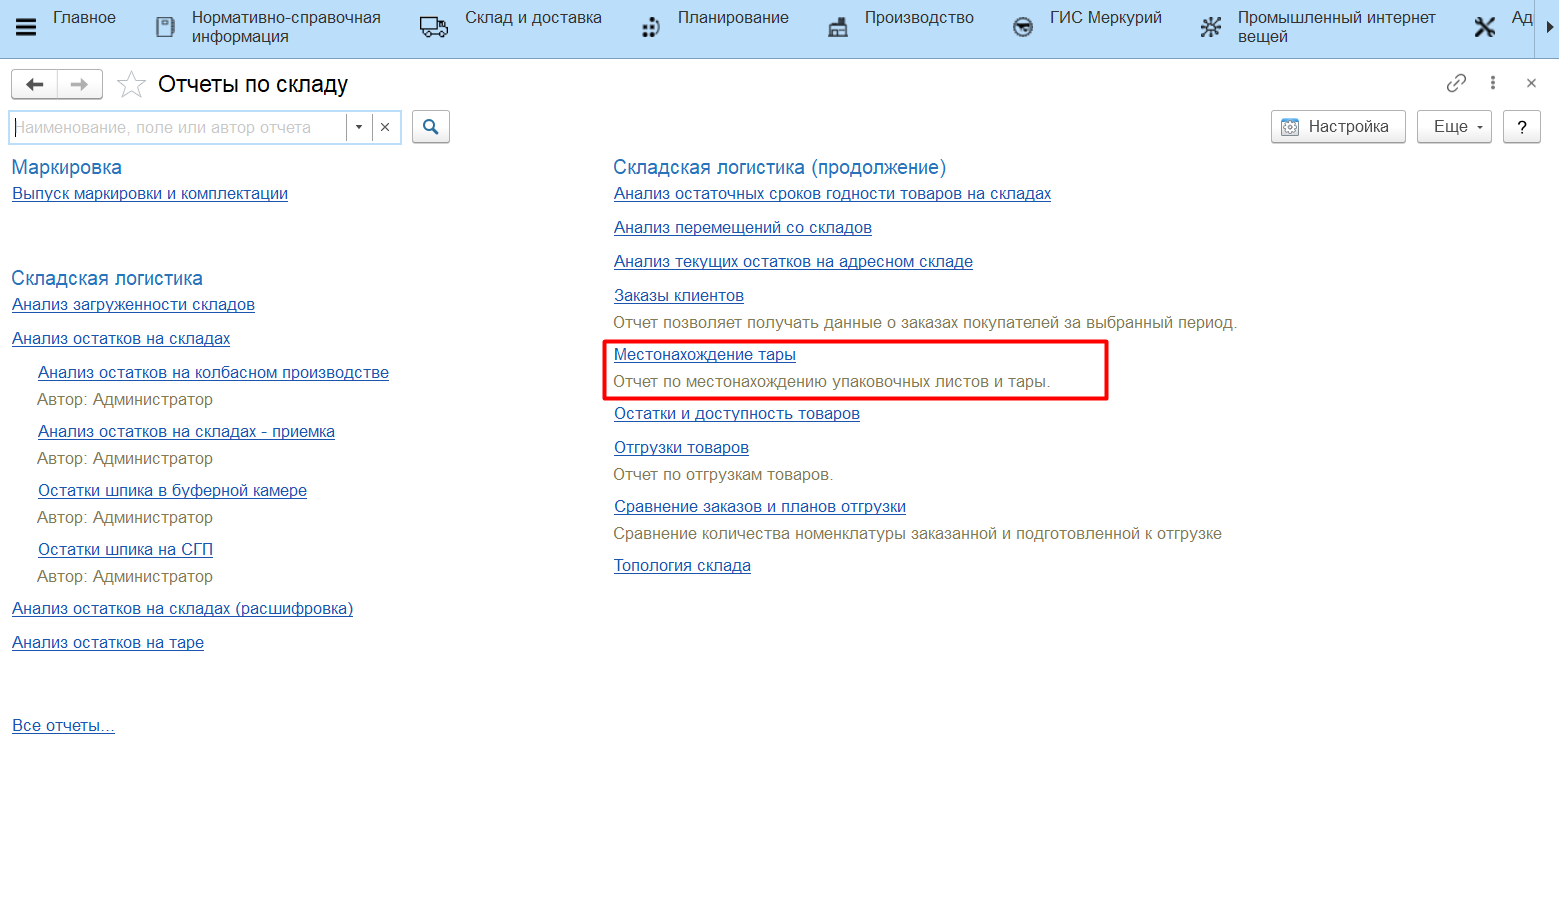 Главное
Нормативно-справочная
информация
Склад и доставка
Планирование
Производство
ГИС Меркурий
Промышленный интернет
вещей
Ад
Отчеты по складу
Наименование, поле или автор отчета
Настройка
Еще
?
Маркировка
Выпуск маркировки и комплектации
Складская логистика
Анализ загруженности складов
Анализ остатков на складах
Анализ остатков на колбасном производстве
Автор: Администратор
Анализ остатков на складах - приемка
Автор: Администратор
Остатки шпика в буферной камере
Автор: Администратор
Остатки шпика на СГП
Автор: Администратор
Анализ остатков на складах (расшифровка)
Анализ остатков на таре
Все отчеты...
Складская логистика (продолжение)
Анализ остаточных сроков годности товаров на складах
Анализ перемещений со складов
Анализ текущих остатков на адресном складе
Заказы клиентов
Отчет позволяет получать данные о заказах покупателей за выбранный период.
Местонахождение тары
Отчет по местонахождению упаковочных листов и тары.
Остатки и доступность товаров
Отгрузки товаров
Отчет по отгрузкам товаров.
Сравнение заказов и планов отгрузки
Сравнение количества номенклатуры заказанной и подготовленной к отгрузке
Топология склада